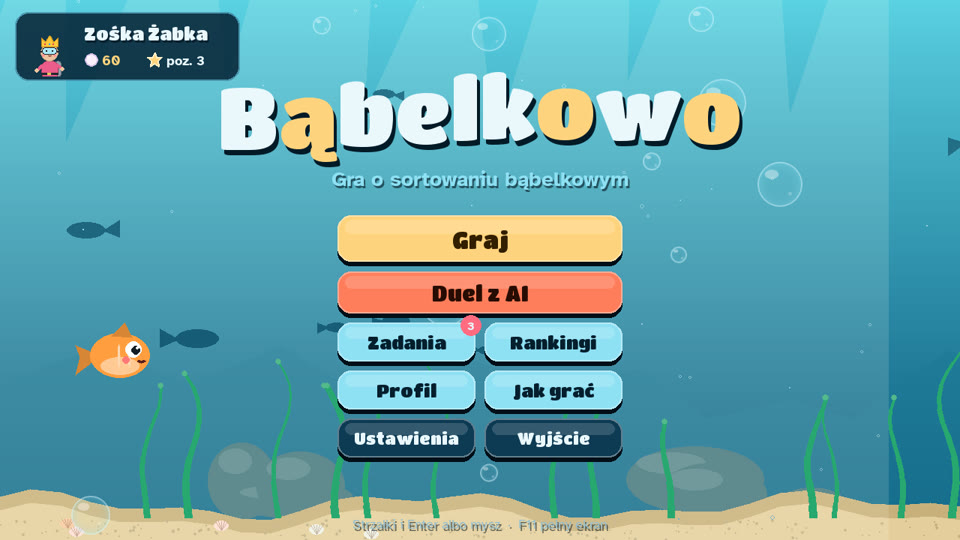 Zośka Żabka
60 poz. 3
Bąbelkowo
Gra o sortowaniu bąbelkowym
Graj
Duel z AI
3
Zadania Rankingi
Profil Jak grać
Ustawienia Wyjście
Strzałki i Enter albo mysz · F11 pełny ekran